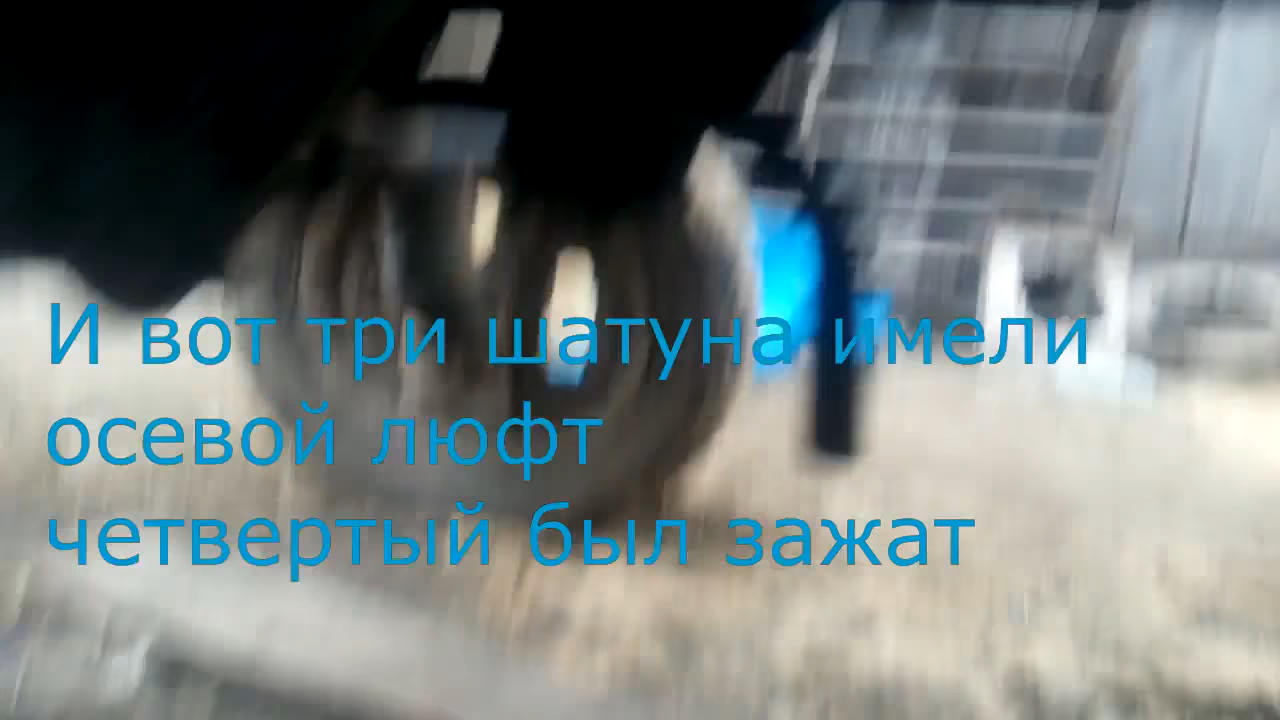 И вот три шатуна имели
осевой люфт
четвертый был зажат